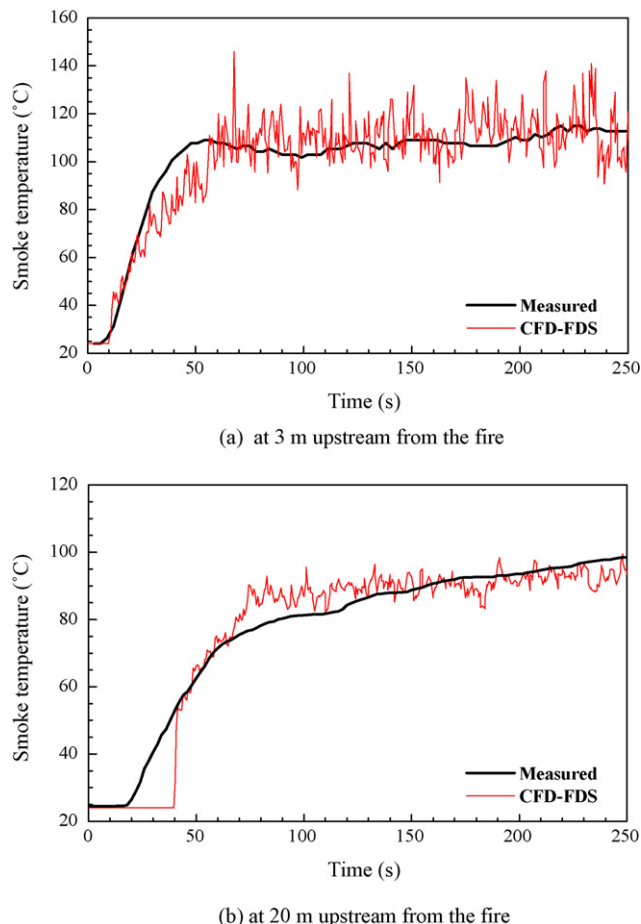 160
140
120
100
80
60
40
20
Smoke temperature (˚C)
Measured
CFD-FDS
0 50 100 150 200 250
Time (s)
(a) at 3 m upstream from the fire
120
100
80
60
40
20
Smoke temperature (˚C)
Measured
CFD-FDS
0 50 100 150 200 250
Time (s)
(b) at 20 m upstream from the fire